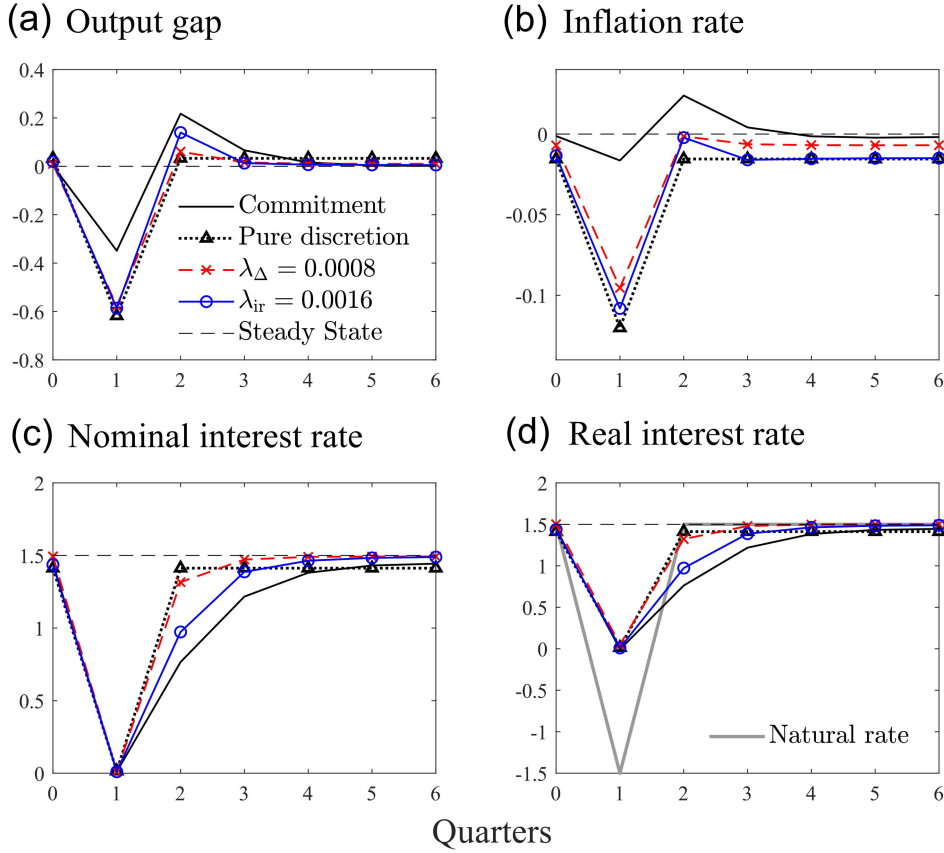 (a) Output gap
(b) Inflation rate
0.4
0.2
0
-0.2
-0.4
-0.6
-0.8
0 1 2 3 4 5 6
Commitment
Pure discretion
λΔ = 0.0008
λir = 0.0016
Steady State
0
-0.05
-0.1
0 1 2 3 4 5 6
(c) Nominal interest rate
(d) Real interest rate
2
1.5
1
0.5
0
0 1 2 3 4 5 6
2
1.5
1
0.5
0
-0.5
-1
-1.5
0 1 2 3 4 5 6
Natural rate
Quarters